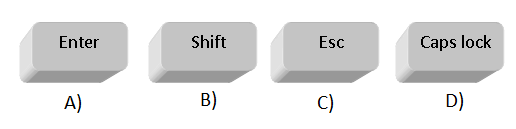 Enter Shift Esc Caps lock
A) B) C) D)